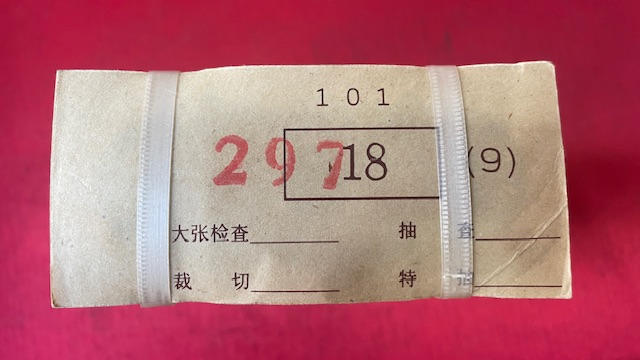 101
297 18 (9)
大张检查 抽查
裁切 特